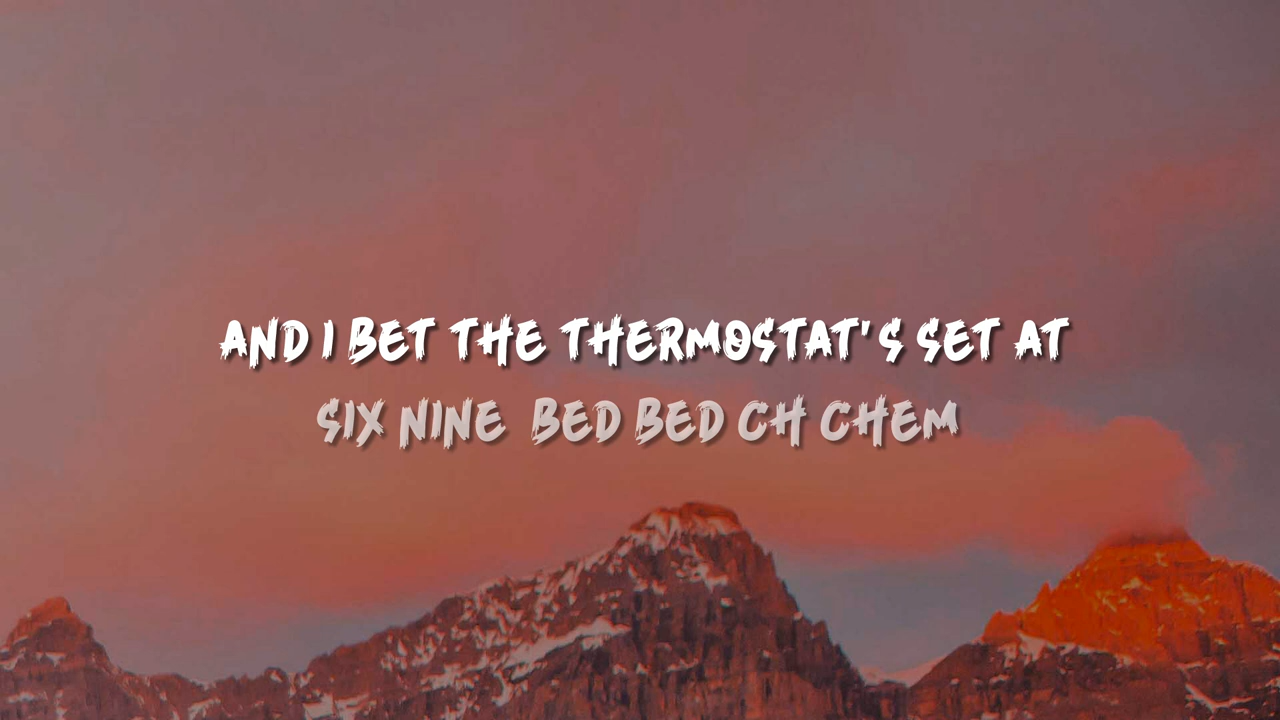 AND I BET THE THERMOSTAT'S SET AT
SIX NINE BED BED CH CHEM